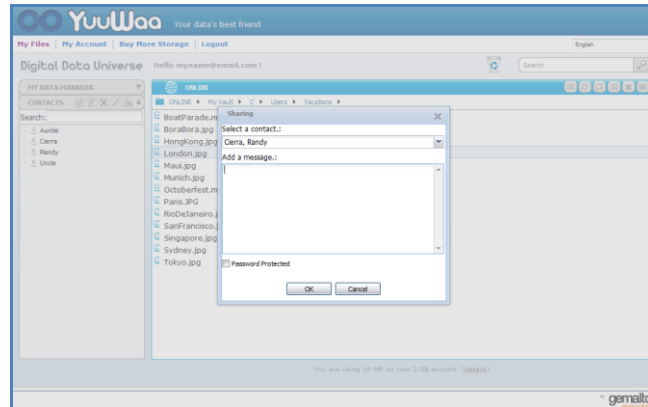 YuuWaa Your data's best friend
My Files | My Account | Buy More Storage | Logout
English
Digital Data Universe Hello myname@email.com !
Search
MY DATA MANAGER
ONLINE
CONTACTS
ONLINE My Vault C Users Vacations
Search:
Auntie
Cierra
Randy
Uncle
BoatParade.m
BoraBora.jpg
HongKong.jpg
London.jpg
Maui.jpg
Munich.jpg
Octoberfest.m
Paris.JPG
RioDeJaneiro.j
SanFrancisco.j
Singapore.jpg
Sydney.jpg
Tokyo.jpg
Sharing
Select a contact.:
Cierra, Randy
Add a message.:
Password Protected
OK Cancel
You are using 16 MB on your 2 GB account (details)
gemalto